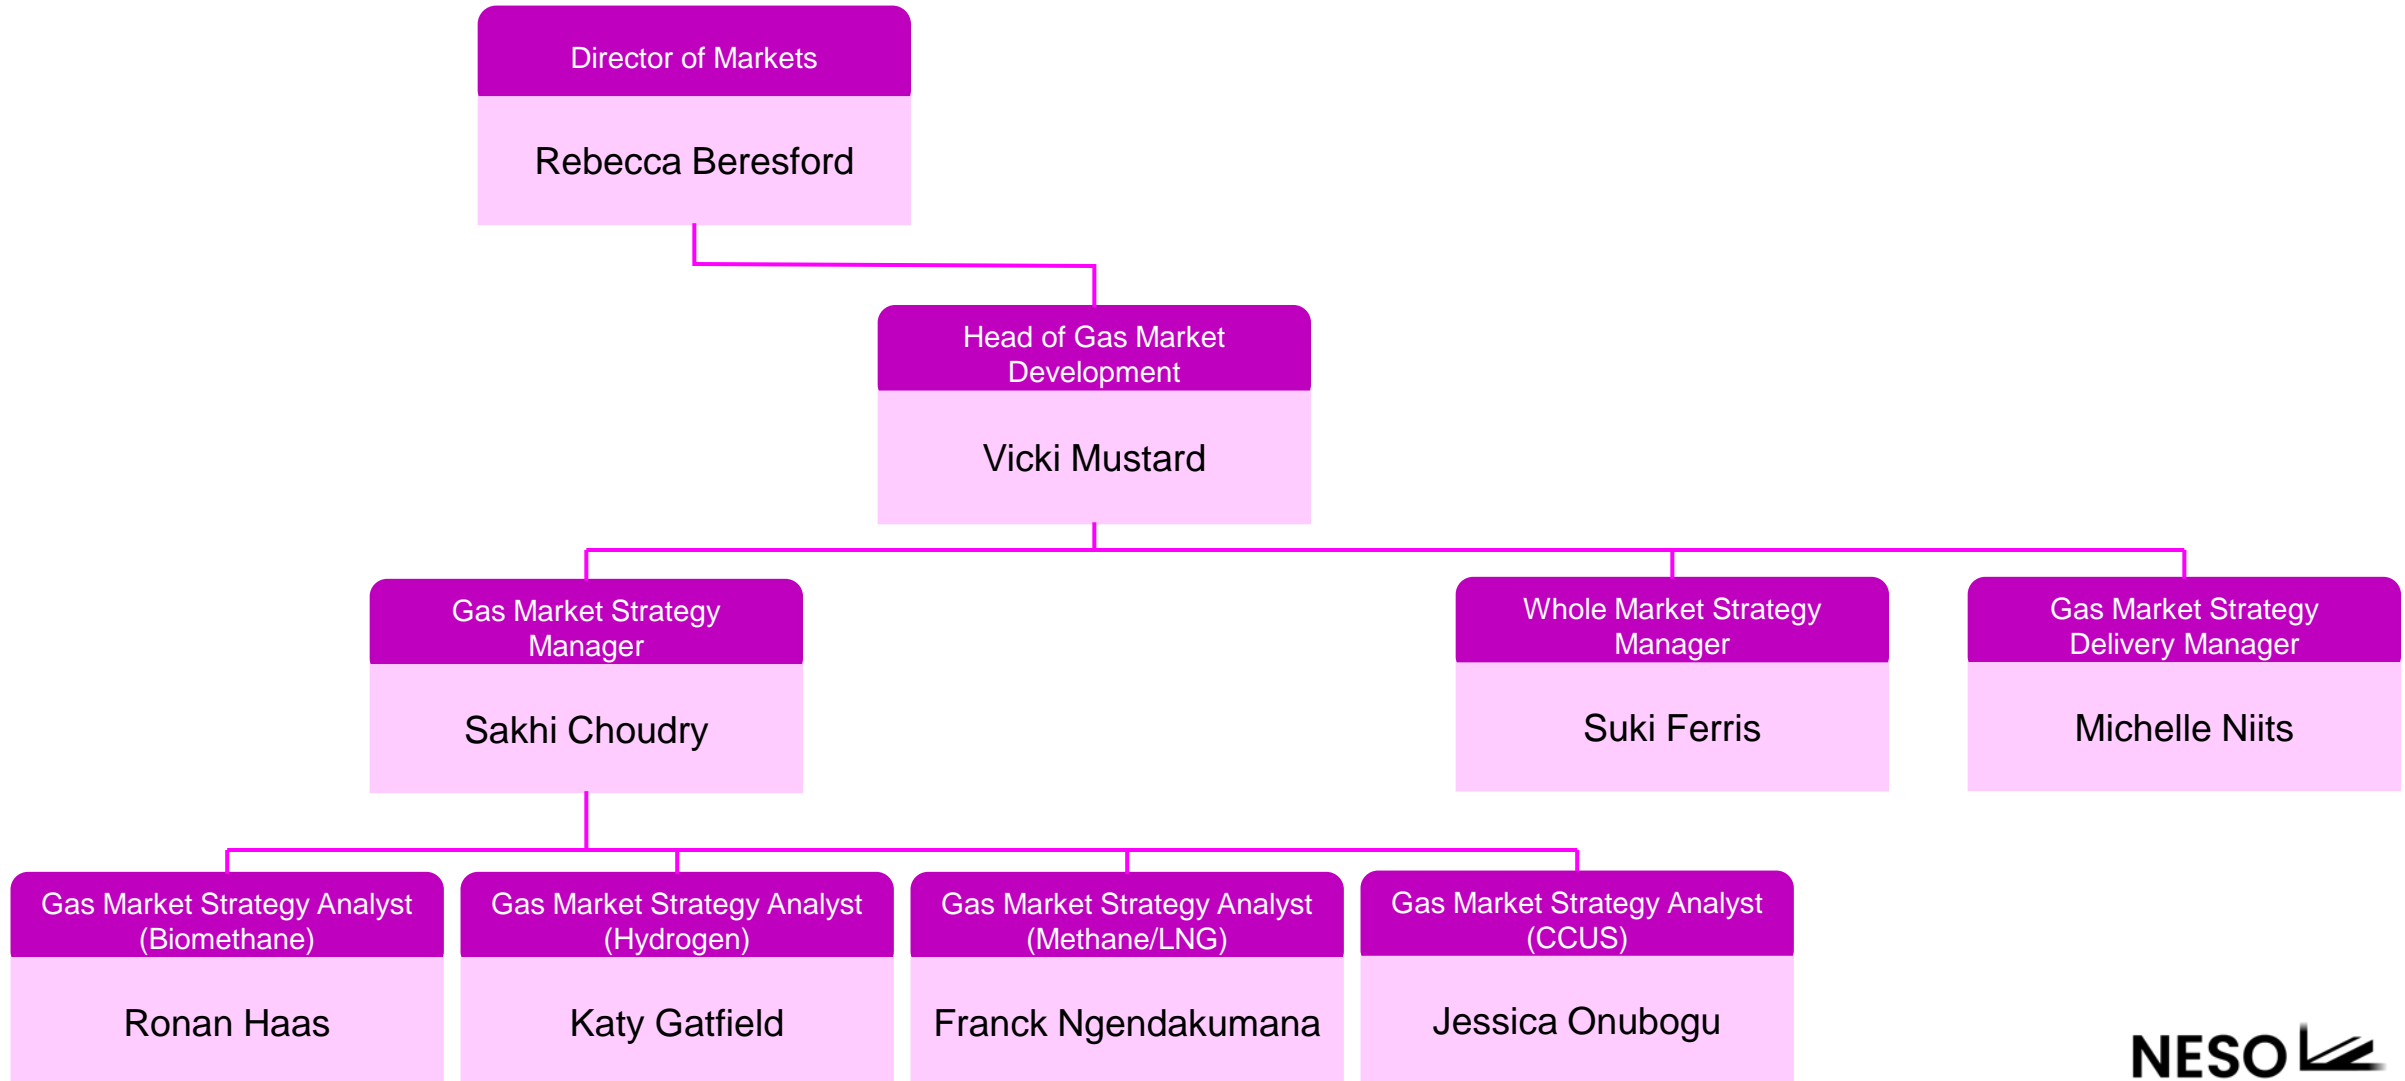 Director of Markets
Rebecca Beresford
Head of Gas Market
Development
Vicki Mustard
Gas Market Strategy
Manager
Sakhi Choudry
Whole Market Strategy
Manager
Suki Ferris
Gas Market Strategy
Delivery Manager
Michelle Niits
Gas Market Strategy Analyst
(Biomethane)
Ronan Haas
Gas Market Strategy Analyst
(Hydrogen)
Katy Gatfield
Gas Market Strategy Analyst
(Methane/LNG)
Franck Ngendakumana
Gas Market Strategy Analyst
(CCUS)
Jessica Onubogu
NESO